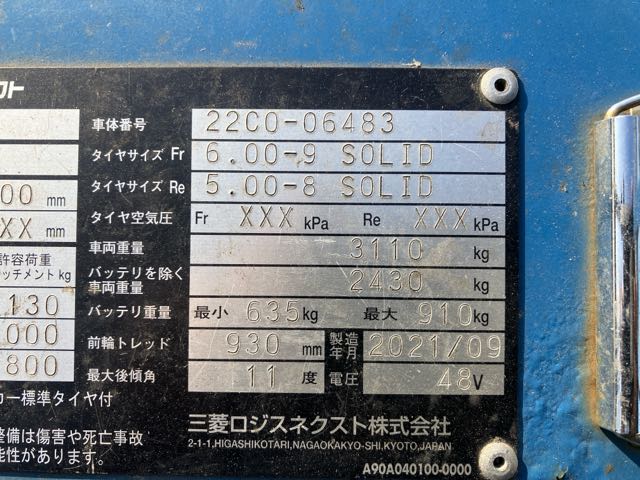 フト
車体番号 22C0-06483
タイヤサイズ Fr 6.00-9 SOLID
タイヤサイズ Re 5.00-8 SOLID
00 mm
XX mm
タイヤ空気圧 Fr XXX kPa Re XXX kPa
車両重量 3110 kg
許容荷重
ッチメント kg
バッテリを除く
車両重量 2430 kg
130
バッテリ重量 最小 635 kg 最大 910 kg
000
前輪トレッド 930 mm 製造年月 2021/09
800
最大後傾角 11 度 電圧 48 V
カー標準タイヤ付
整備は傷害や死亡事故
能性があります。
三菱ロジスネクスト株式会社
2-1-1,HIGASHIKOTARI,NAGAOKAKYO-SHI,KYOTO,JAPAN
A90A040100-0000